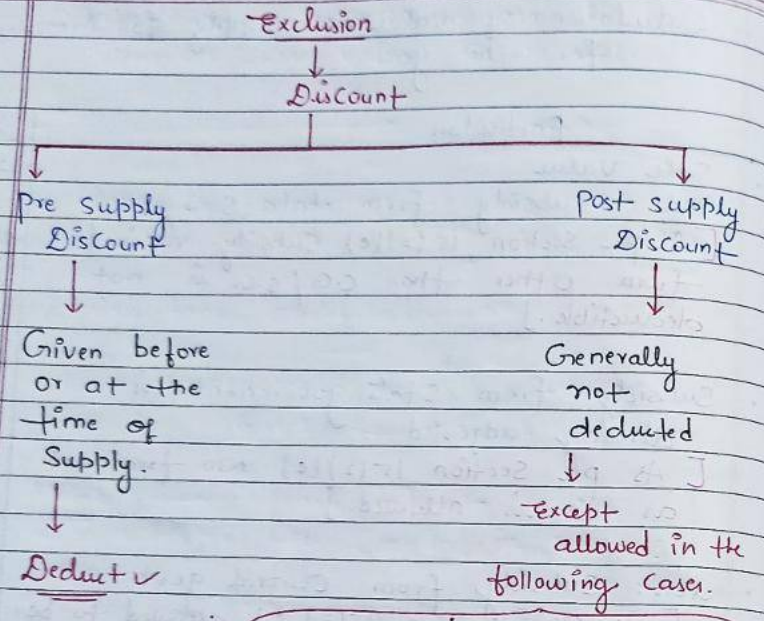 Exclusion
Discount
Pre Supply
Discount
Given before
or at the
time of
Supply.
Deduct ✓
Post supply
Discount
Generally
not
deducted
Except
allowed in the
following cases.